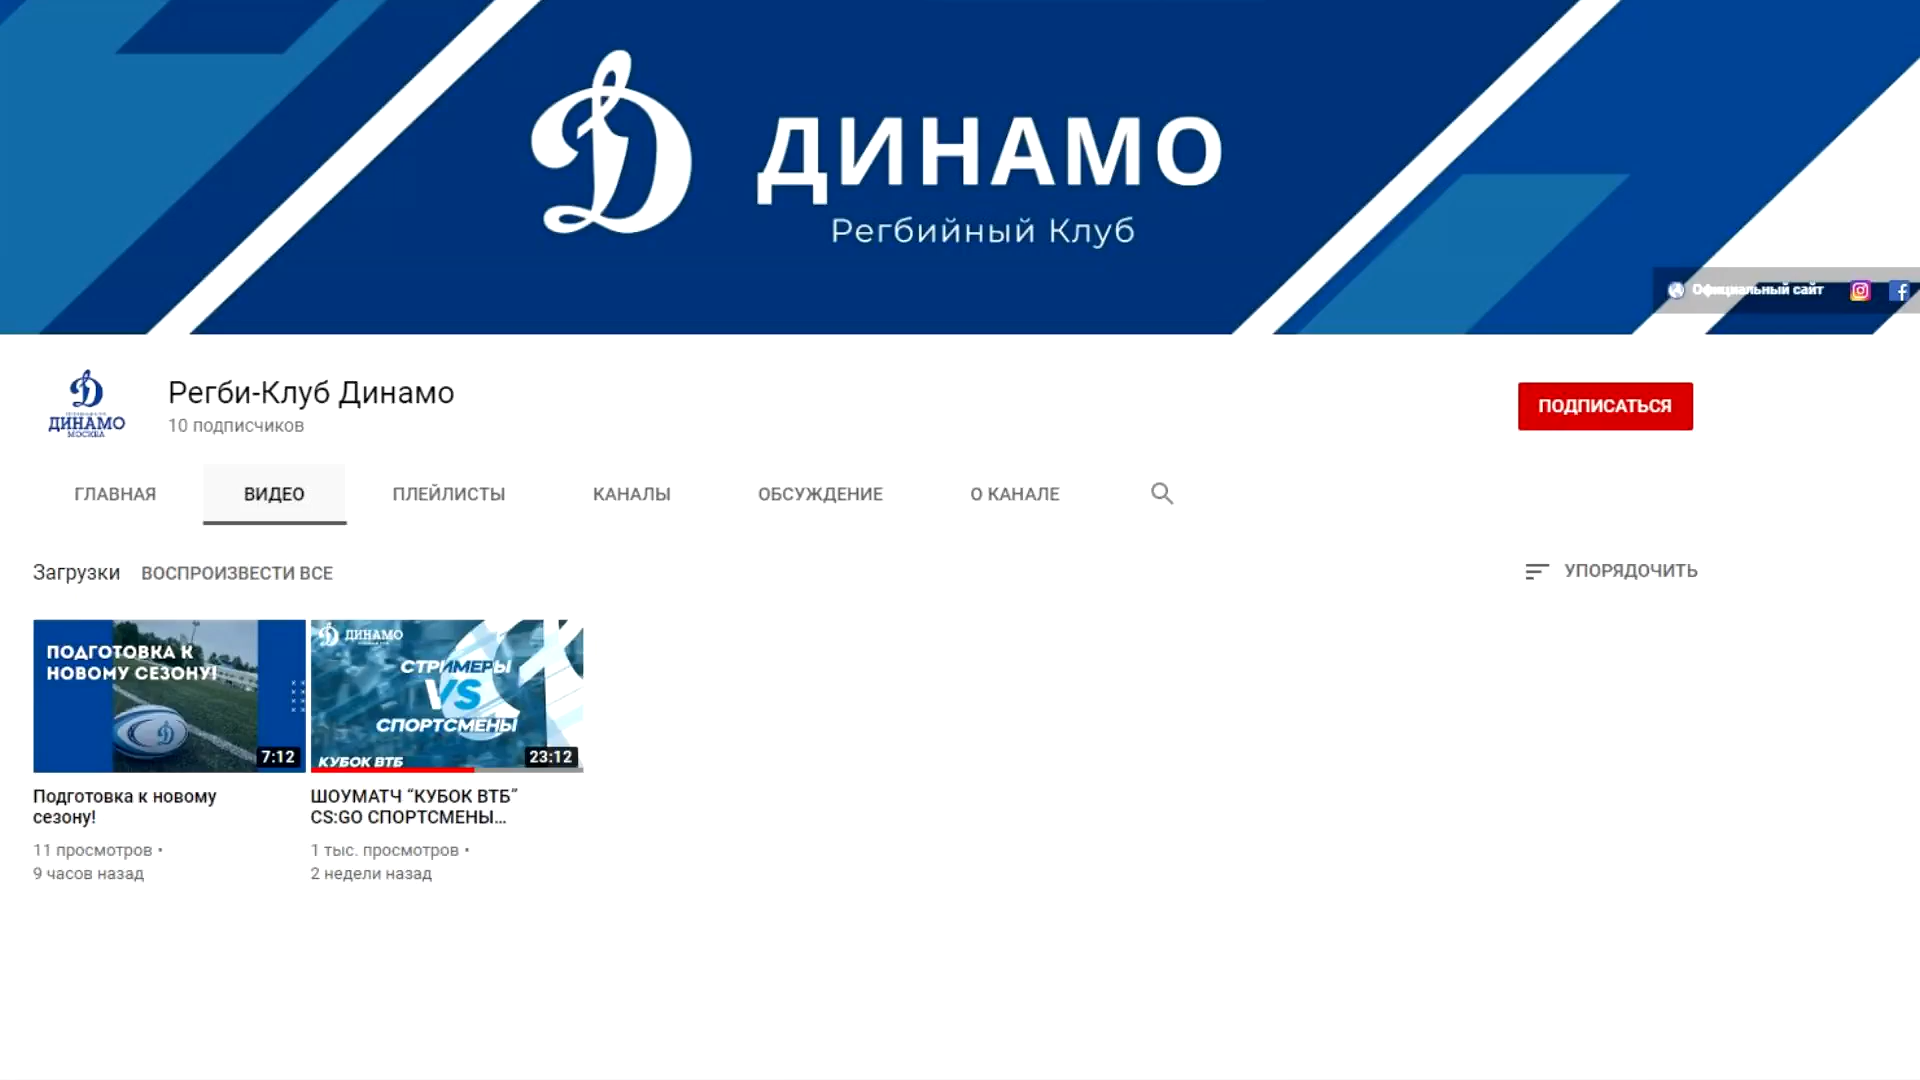 ДИНАМО
Регбийный Клуб
Официальный сайт
ДИНАМО
МОСКВА
Регби-Клуб Динамо
10 подписчиков
ПОДПИСАТЬСЯ
ГЛАВНАЯ
ВИДЕО
ПЛЕЙЛИСТЫ
КАНАЛЫ
ОБСУЖДЕНИЕ
О КАНАЛЕ
Загрузки
ВОСПРОИЗВЕСТИ ВСЕ
УПОРЯДОЧИТЬ
ПОДГОТОВКА К
НОВОМУ СЕЗОНУ!
7:12
Подготовка к новому
сезону!
11 просмотров •
9 часов назад
ДИНАМО
СТРИМЕРЫ
VS
СПОРТСМЕНЫ
КУБОК ВТБ
23:12
ШОУМАТЧ “КУБОК ВТБ”
CS:GO СПОРТСМЕНЫ...
1 тыс. просмотров •
2 недели назад